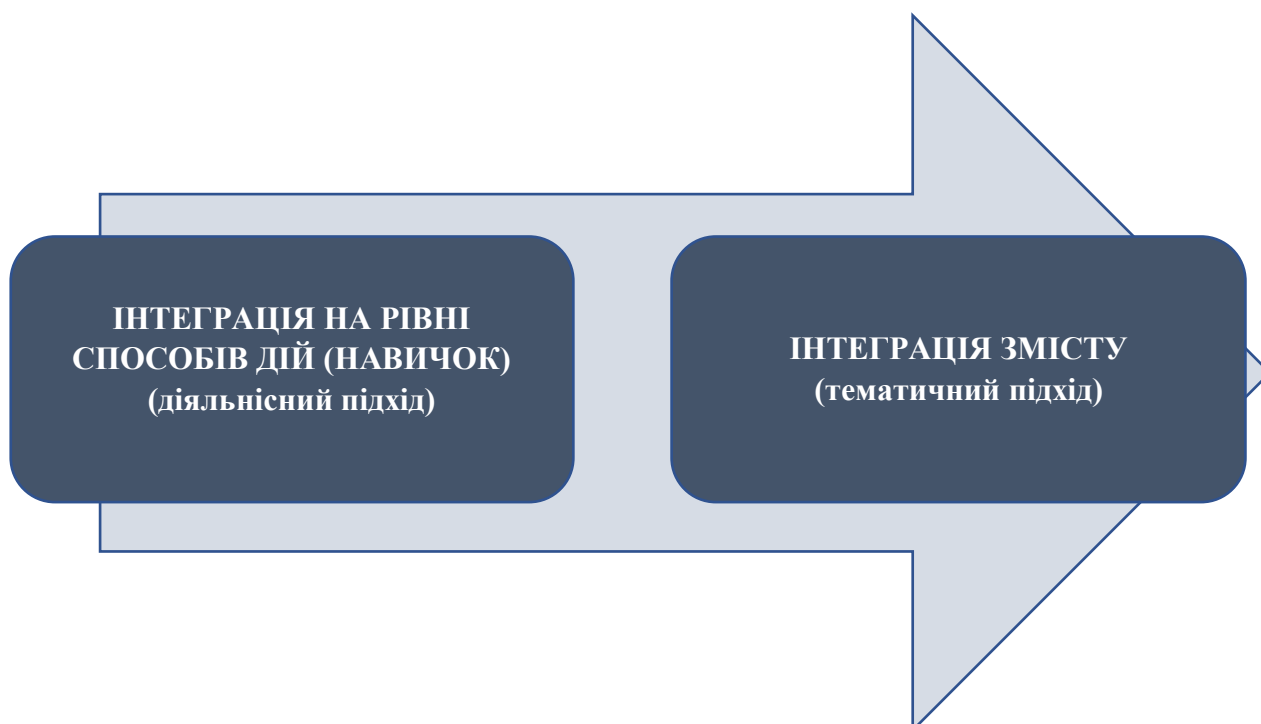 ІНТЕГРАЦІЯ НА РІВНІ
СПОСОБІВ ДІЙ (НАВИЧОК)
(діяльнісний підхід)
ІНТЕГРАЦІЯ ЗМІСТУ
(тематичний підхід)